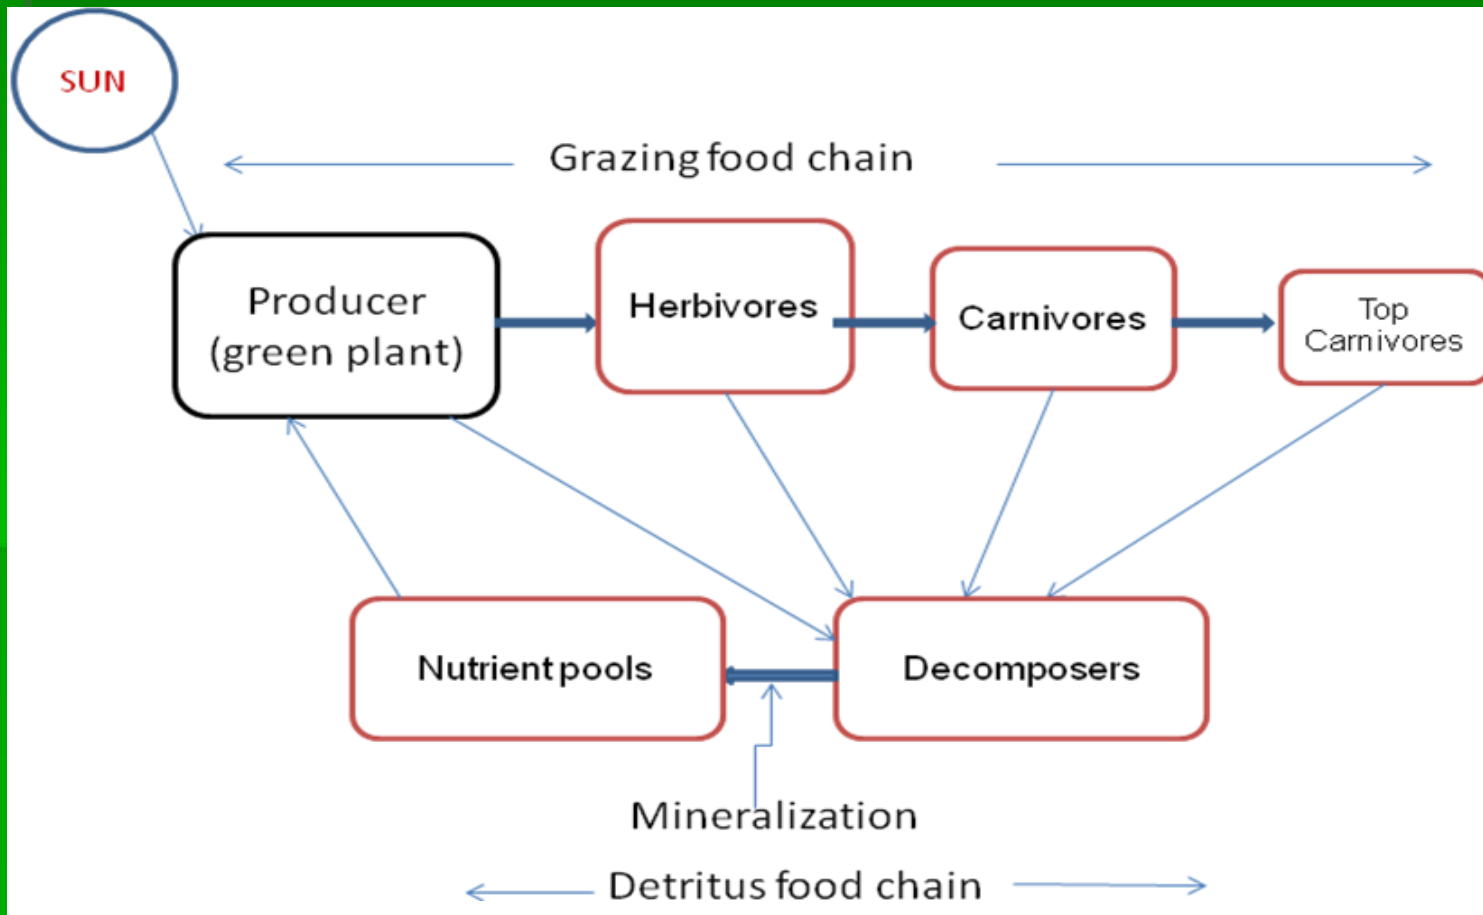 SUN
Grazing food chain
Producer
(green plant)
Herbivores
Carnivores
Top
Carnivores
Nutrient pools
Decomposers
Mineralization
Detritus food chain